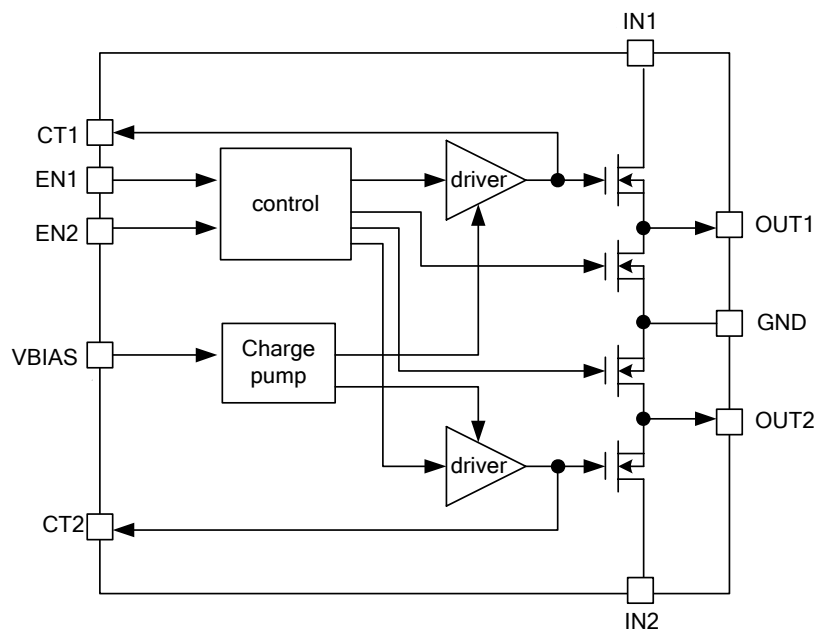 IN1
CT1
EN1
driver
control
EN2
OUT1
GND
VBIAS
Charge
pump
OUT2
driver
CT2
IN2